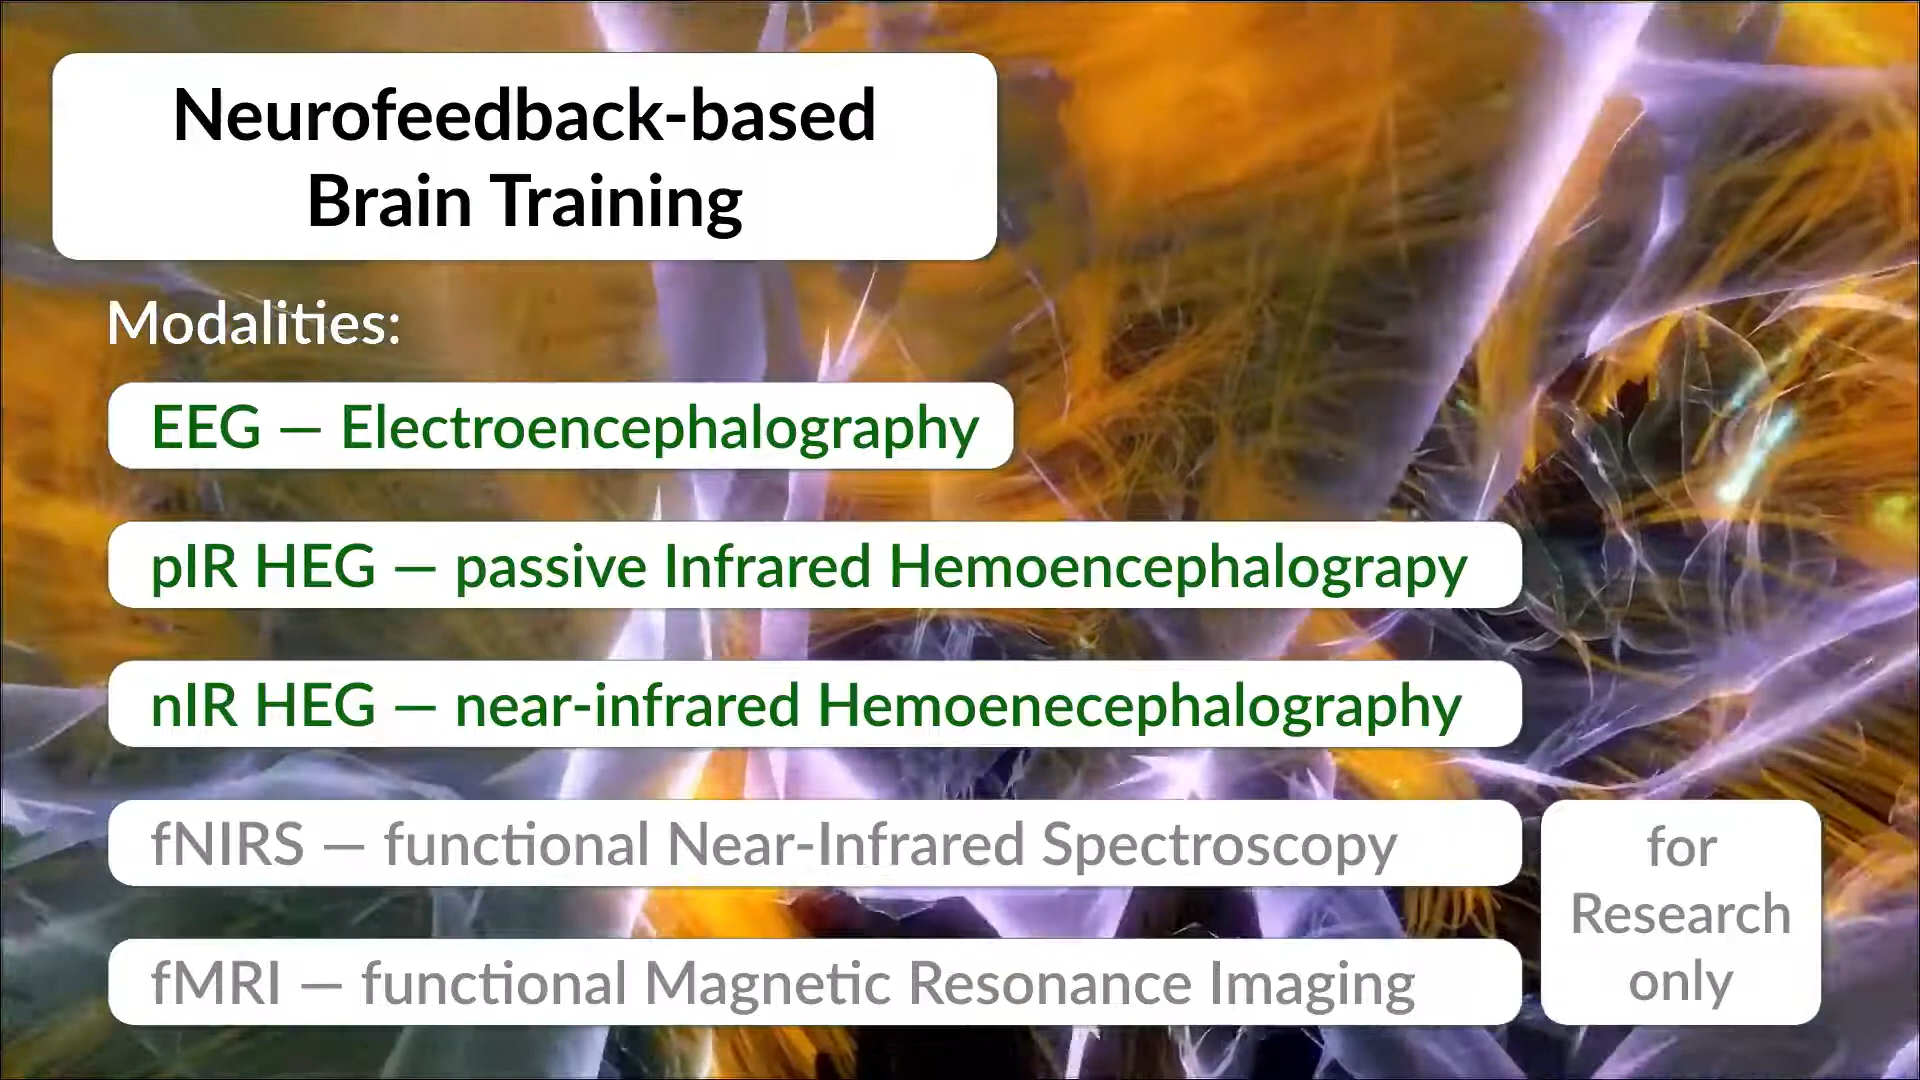 Neurofeedback-based
Brain Training
Modalities:
EEG — Electroencephalography
pIR HEG — passive Infrared Hemoencephalograpy
nIR HEG — near-infrared Hemoenecephalography
fNIRS — functional Near-Infrared Spectroscopy
fMRI — functional Magnetic Resonance Imaging
for
Research
only